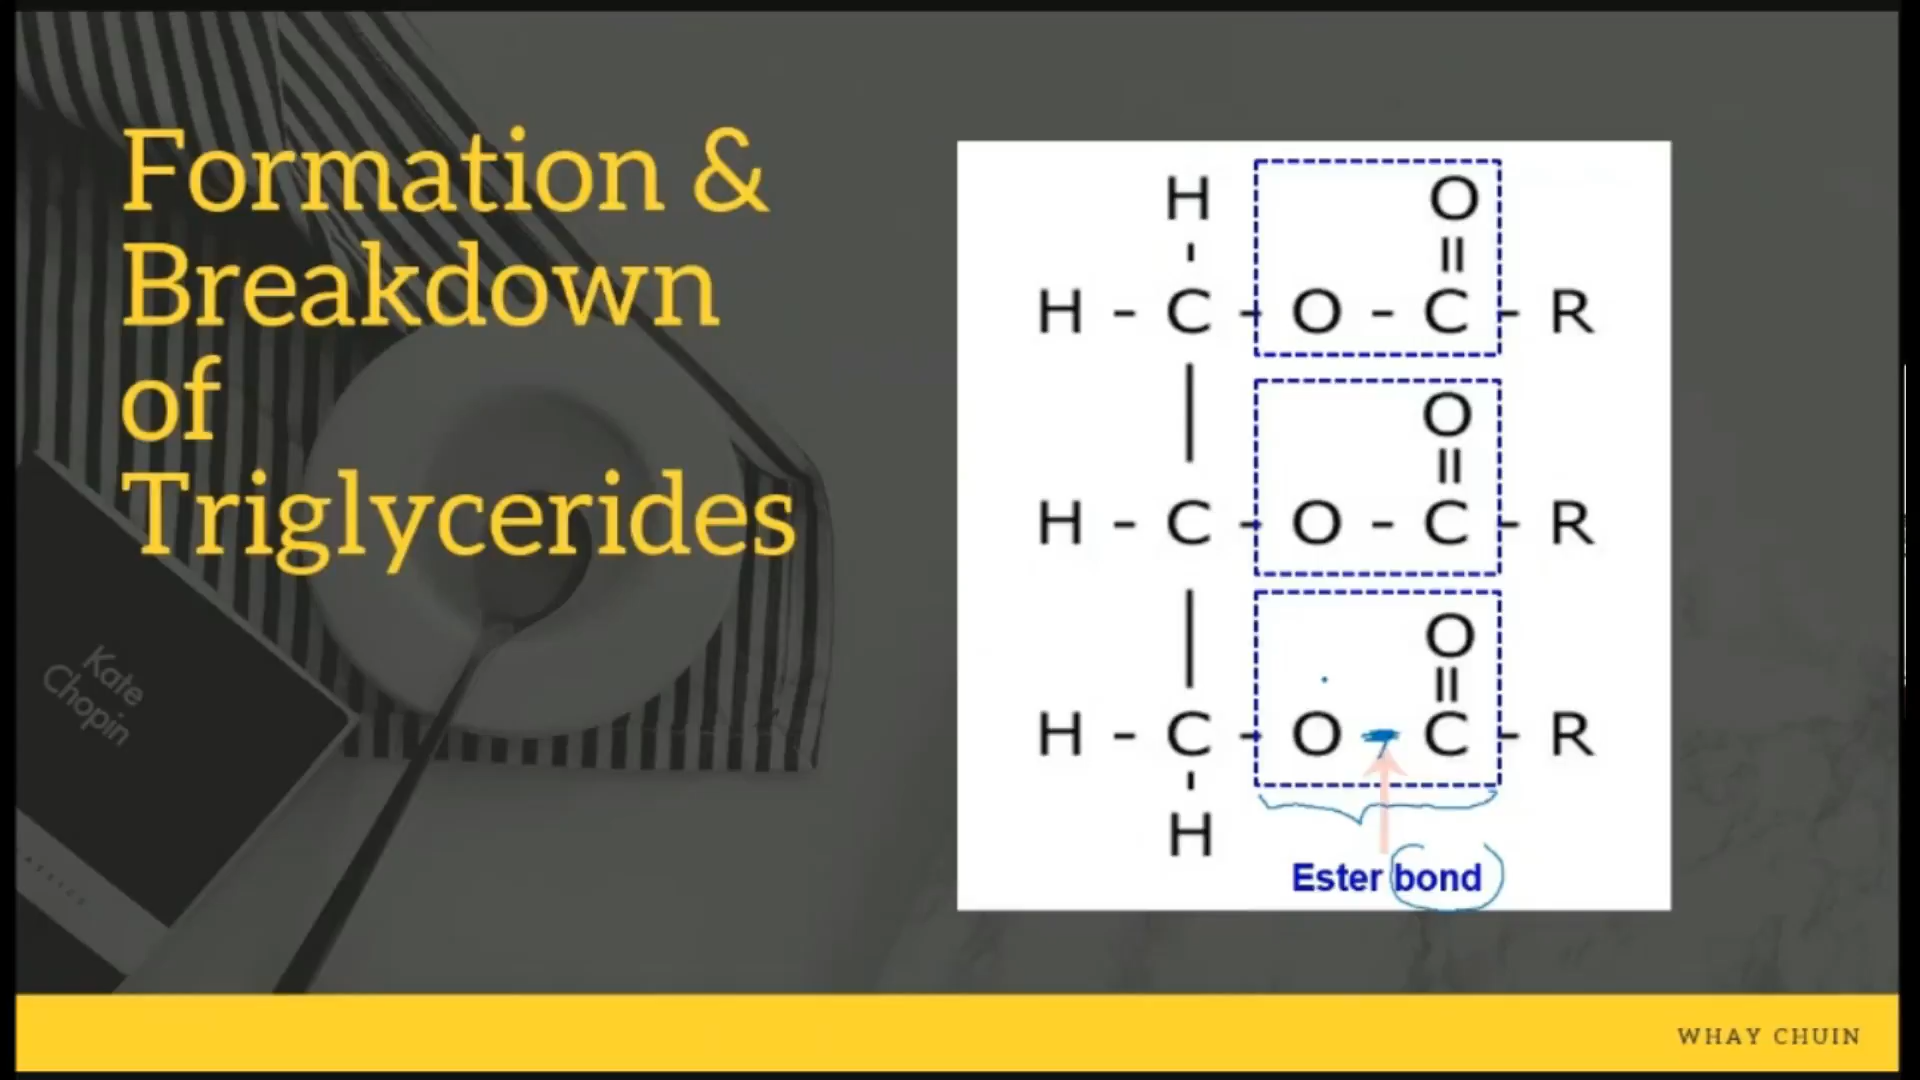 Formation &
Breakdown
of
Triglycerides
Kate
Chopin
H O
||
H - C - O - C - R
|
O
||
H - C - O - C - R
|
O
||
H - C - O - C - R
H
Ester bond
WHAY CHUIN